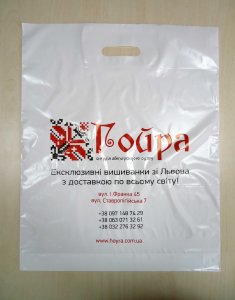 Гойра
Ексклюзивні вишиванки зі Львова
з доставкою по всьому світу!
вул. І.Франка 45
вул. Ставропігійська 7
+38 097 148 74 29
+38 063 071 32 61
+38 032 276 32 92
www.hoyra.com.ua